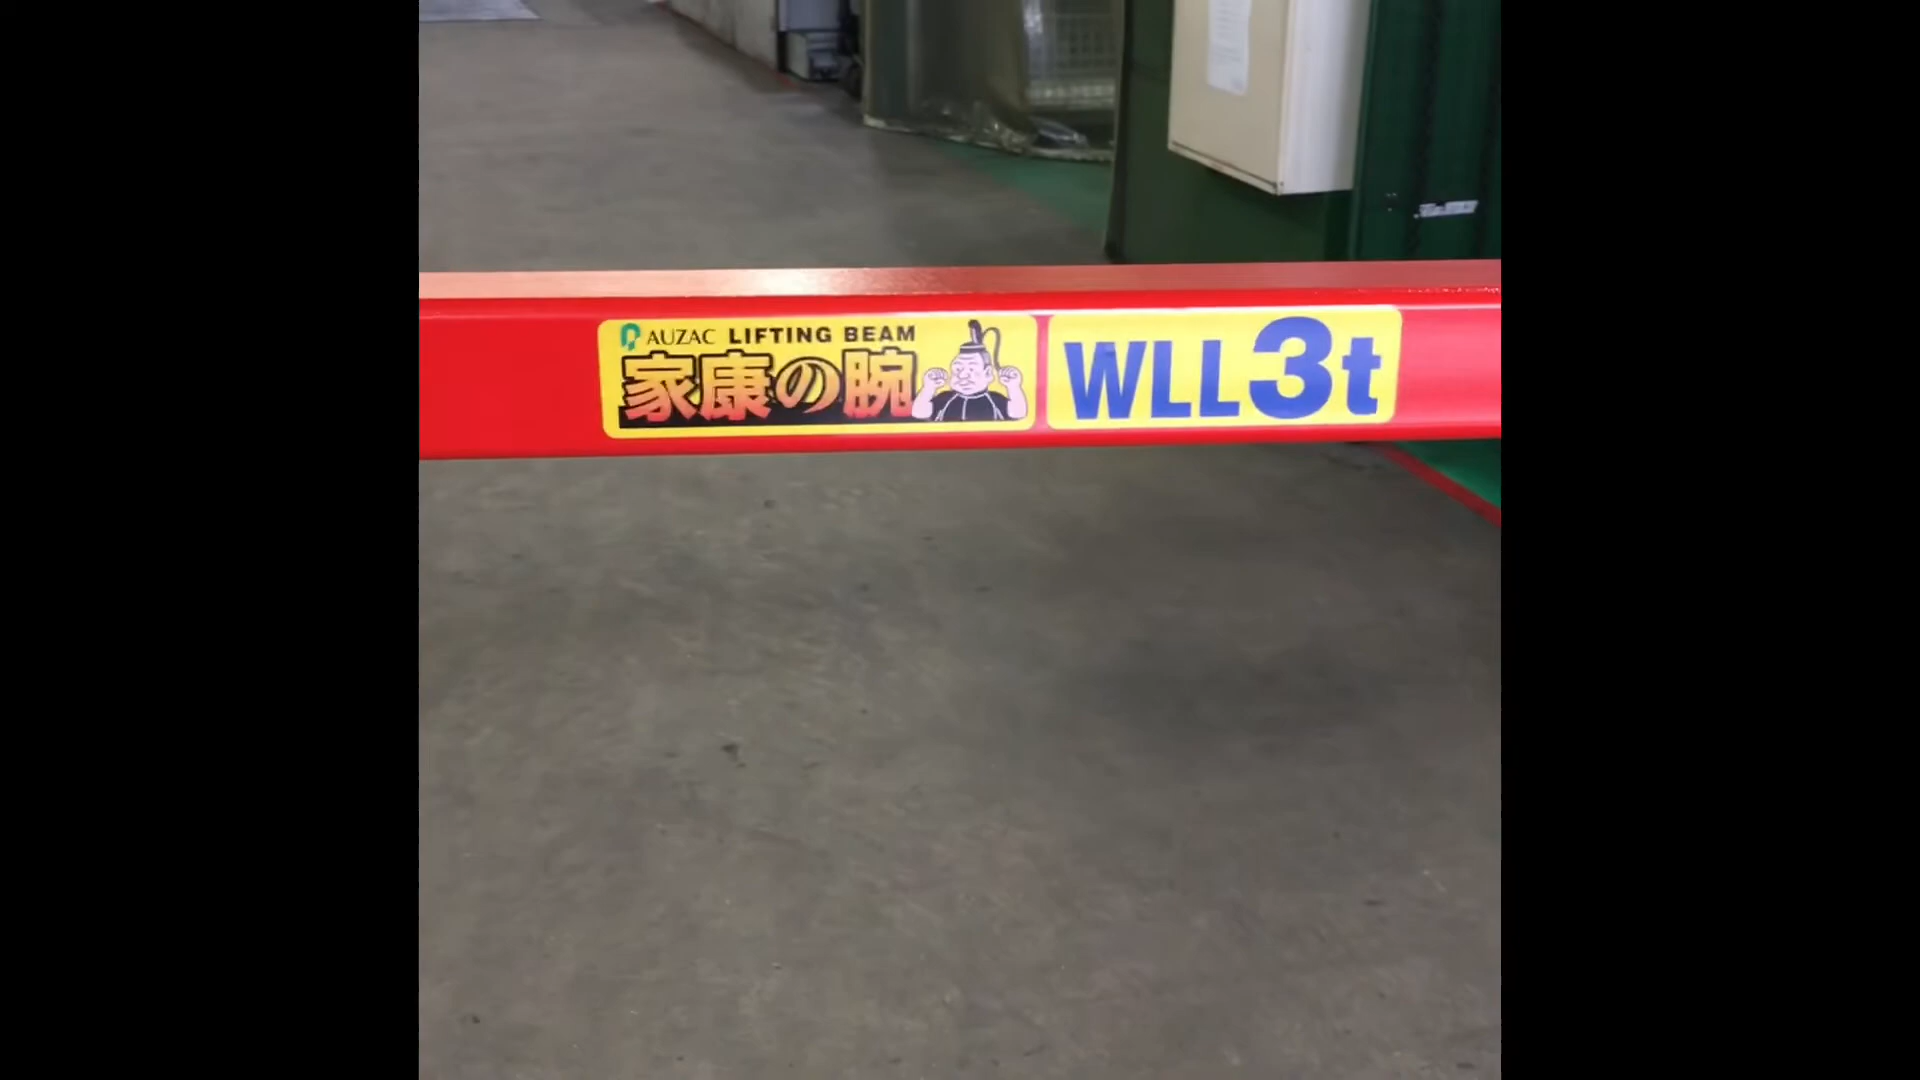 AUZAC LIFTING BEAM
家康の腕
WLL3t